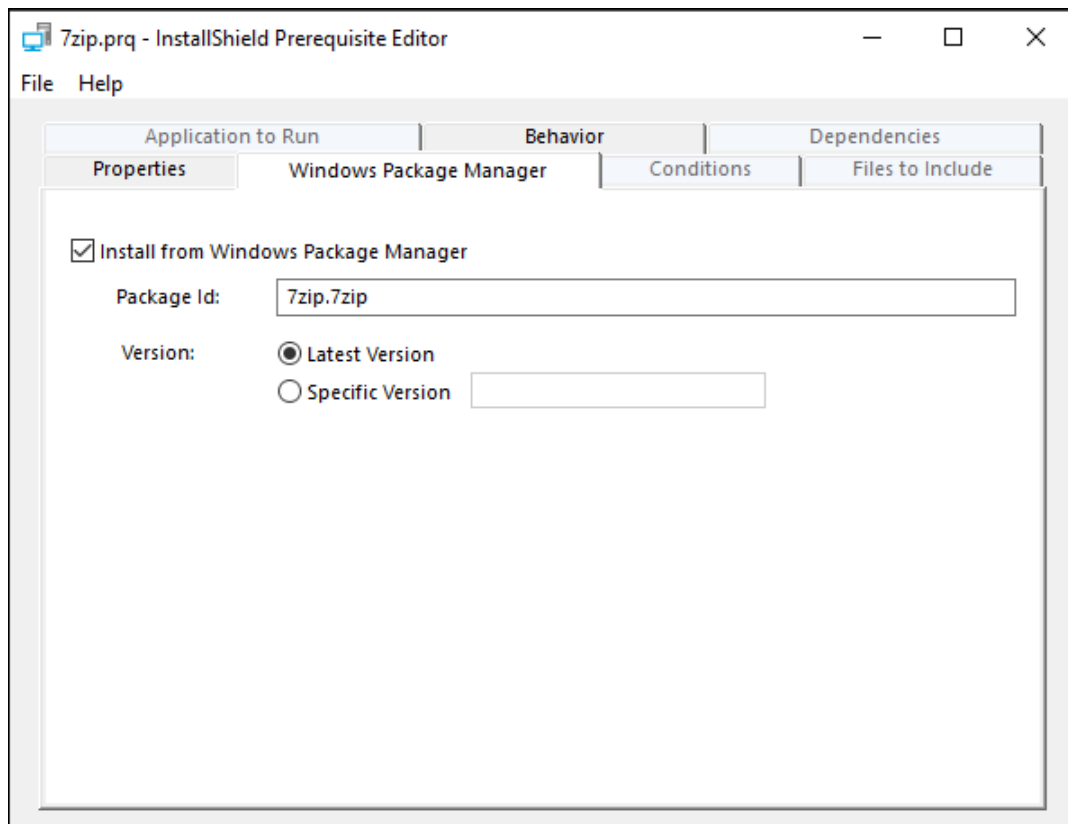 7zip.prq - InstallShield Prerequisite Editor
File Help
Application to Run Behavior Dependencies
Properties Windows Package Manager Conditions Files to Include
Install from Windows Package Manager
Package Id: 7zip.7zip
Version: Latest Version
Specific Version